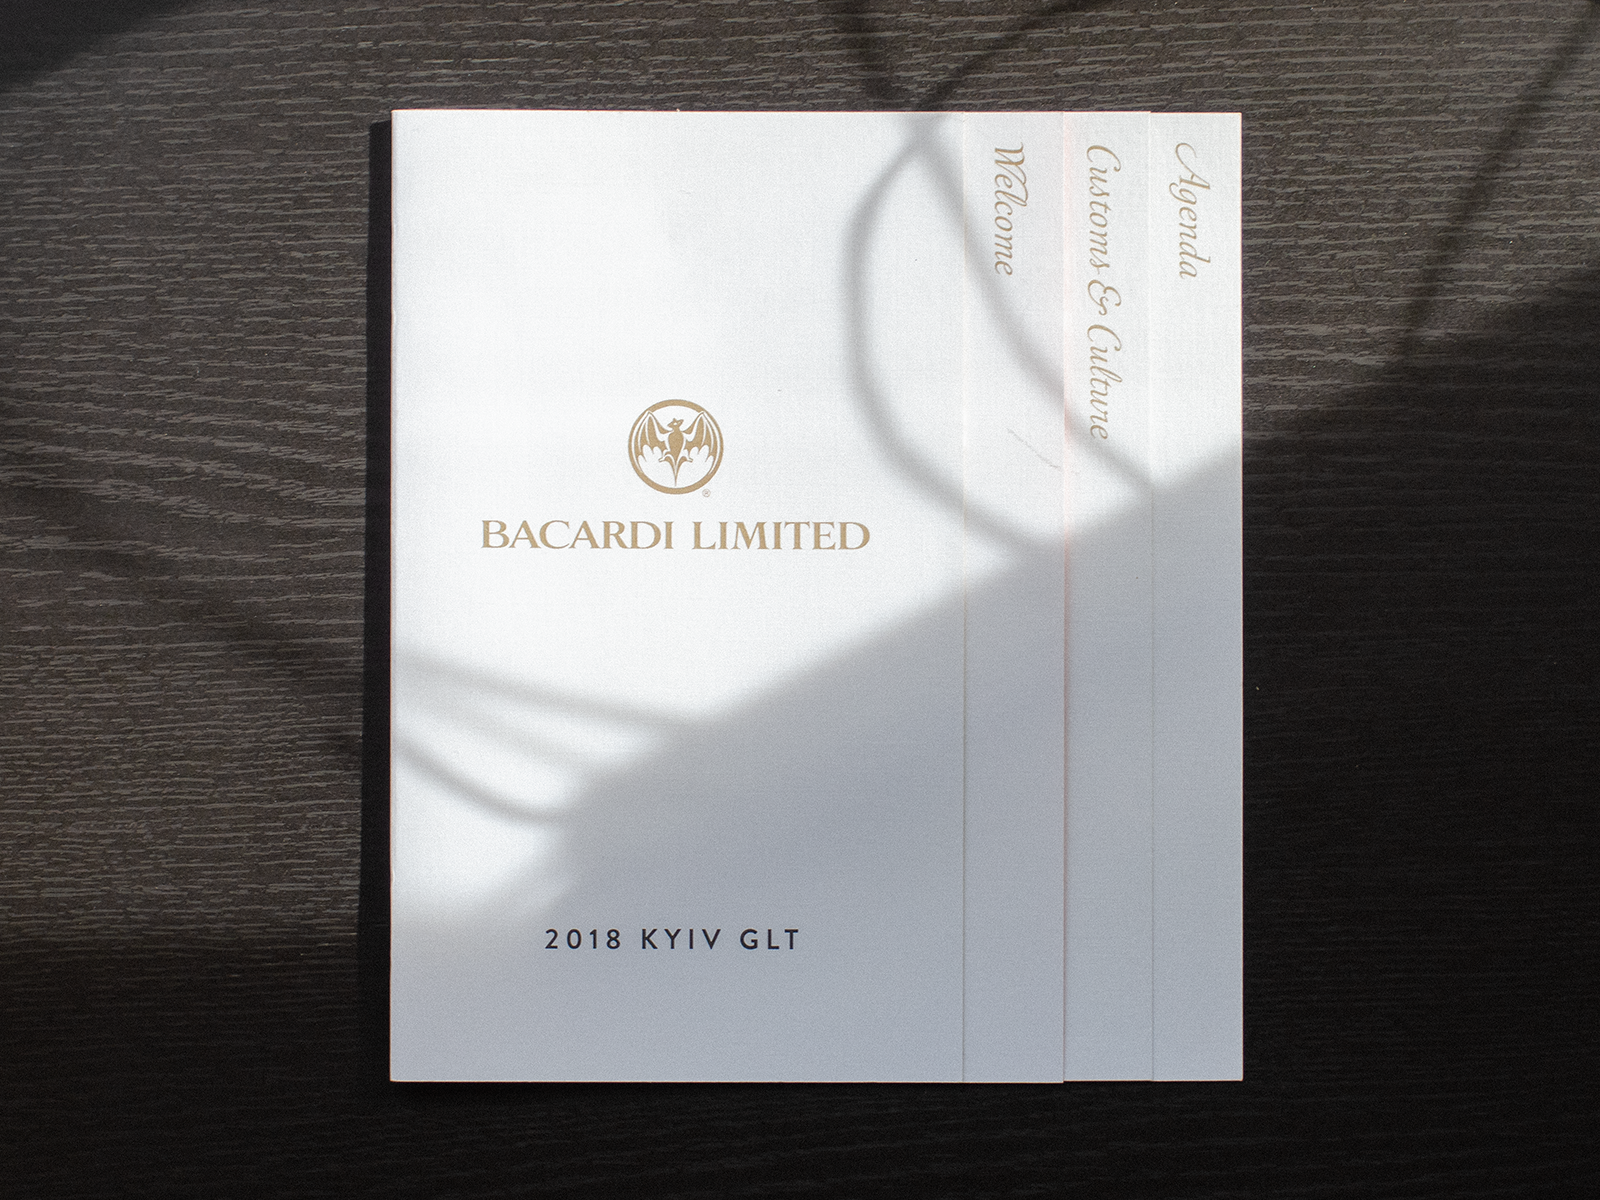 BACARDI LIMITED
2018 KYIV GLT
Welcome
Customs & Culture
Agenda